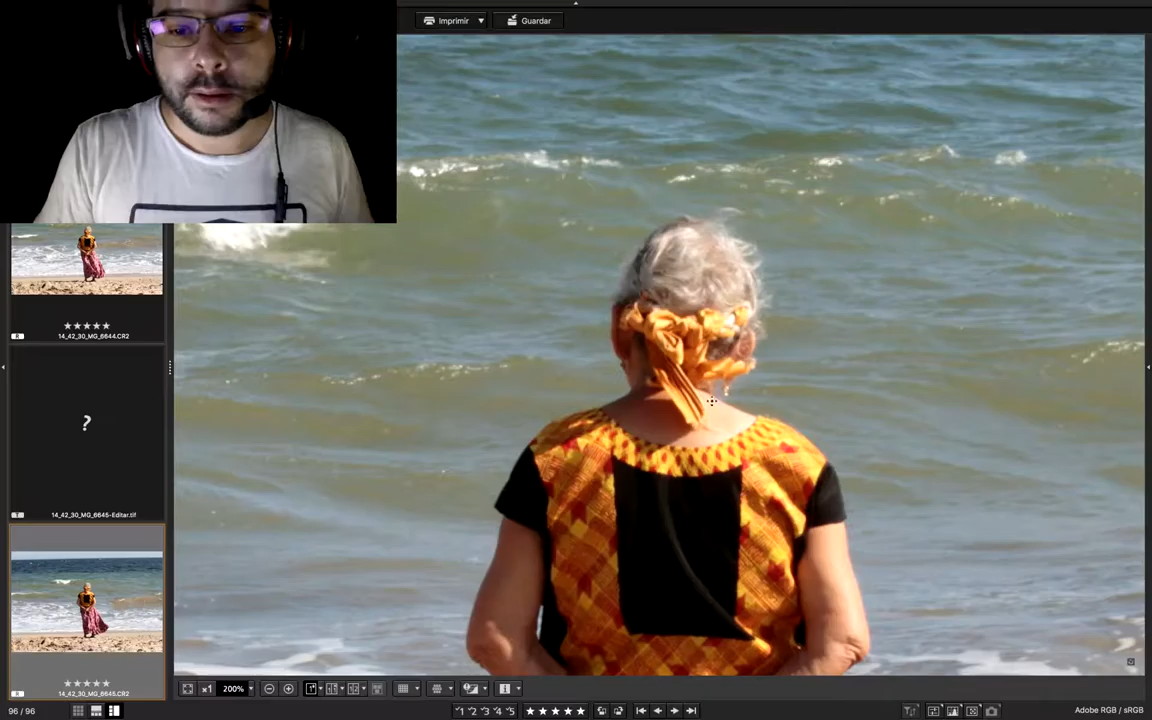 Imprimir
Guardar
14_42_30_MG_6644.CR2
?
14_42_30_MG_6645-Editar.tif
14_42_30_MG_6645.CR2
x1
200%
96 / 96
1 2 3 4 5
Adobe RGB / sRGB